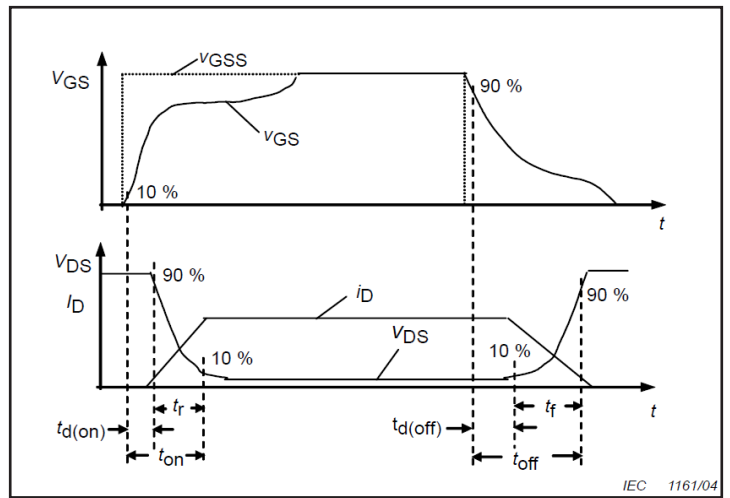 vGSS
VGS
90 %
vGS
10 %
t
VDS
90 %
ID
iD
90 %
VDS
10 %
10 %
tr
tf
t
td(on)
td(off)
ton
toff
IEC 1161/04